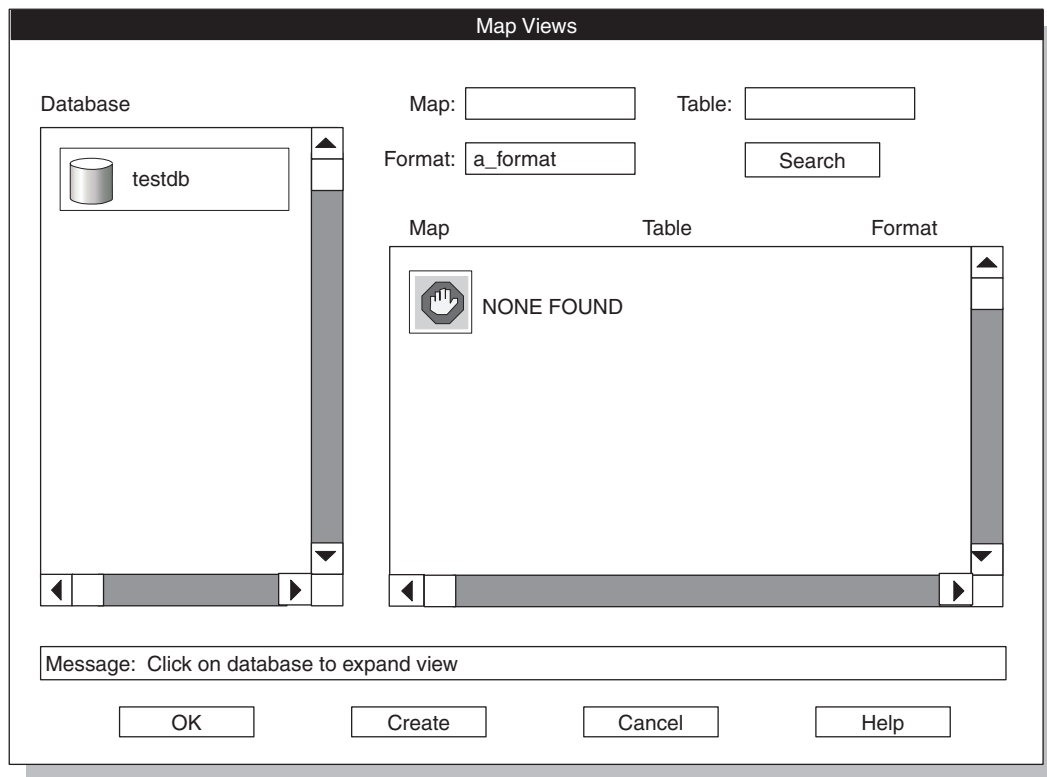 Map Views
Database
Map:
Table:
testdb
Format: a_format
Search
Map Table Format
NONE FOUND
Message: Click on database to expand view
OK Create Cancel Help